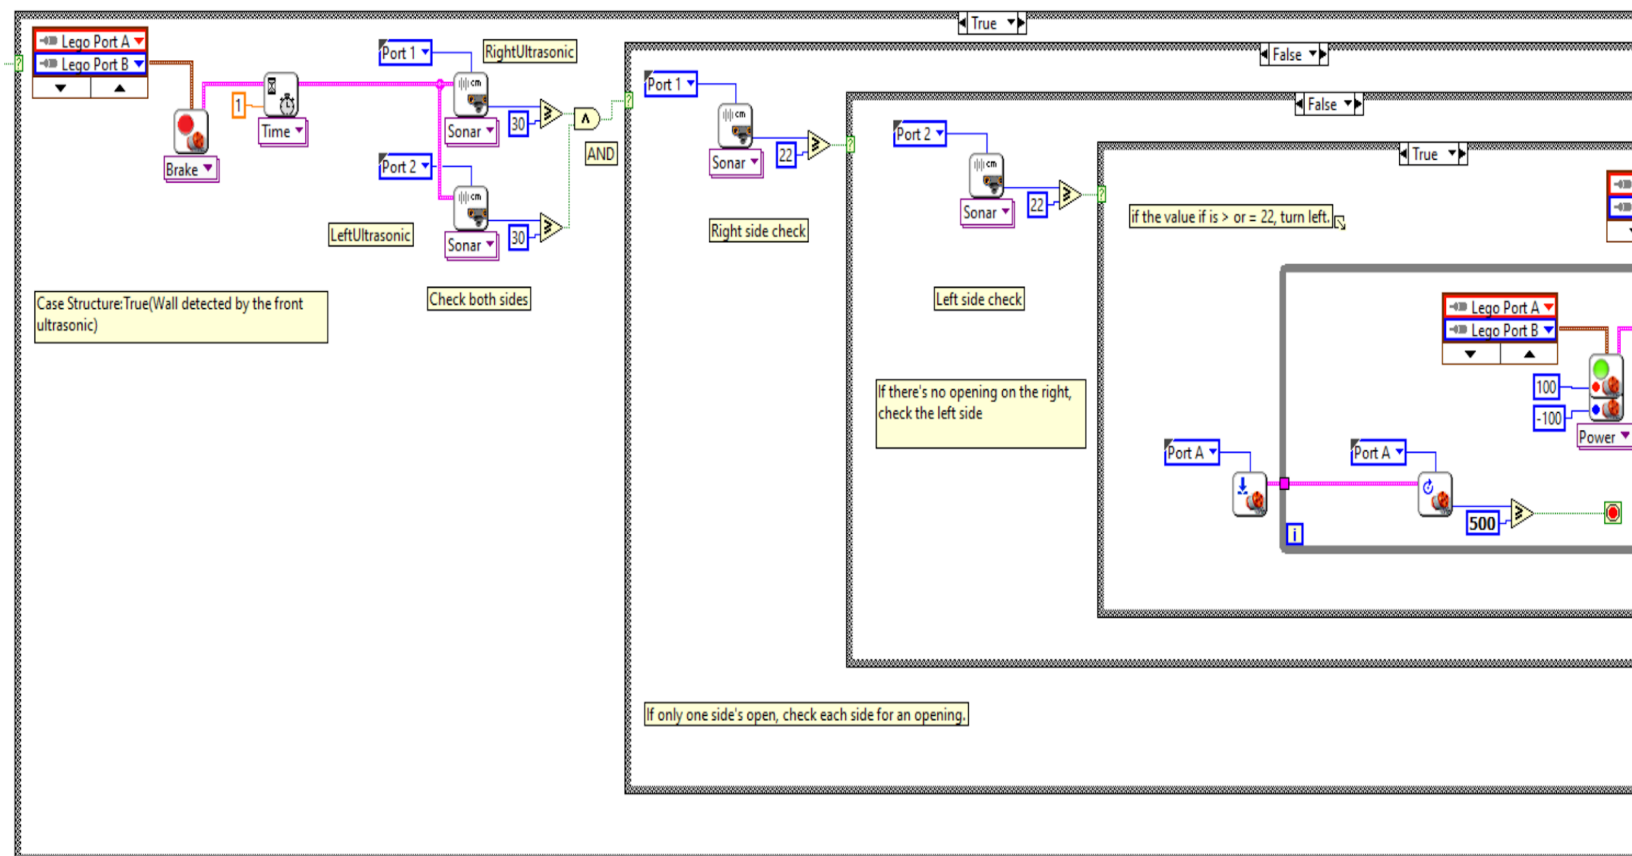 True
Lego Port A
Lego Port B
Brake
1
Time
Port 1
RightUltrasonic
cm
Sonar
30
AND
Port 2
cm
Sonar
30
LeftUltrasonic
Check both sides
Case Structure:True(Wall detected by the front
ultrasonic)
False
Port 1
cm
Sonar
22
Right side check
If only one side's open, check each side for an opening.
False
Port 2
cm
Sonar
22
Left side check
If there's no opening on the right,
check the left side
True
if the value if is > or = 22, turn left.
Lego Port A
Lego Port B
100
-100
Power
Port A
Port A
500
i